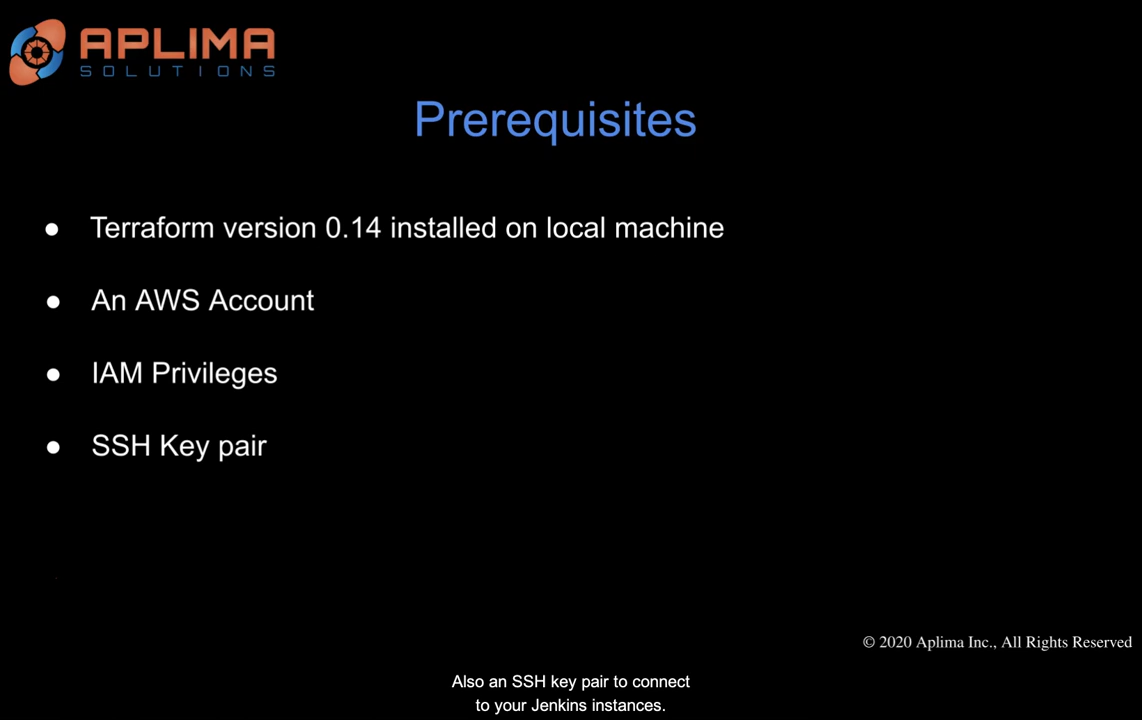 APLIMA
SOLUTIONS
Prerequisites
● Terraform version 0.14 installed on local machine
● An AWS Account
● IAM Privileges
● SSH Key pair
© 2020 Aplima Inc., All Rights Reserved
Also an SSH key pair to connect
to your Jenkins instances.